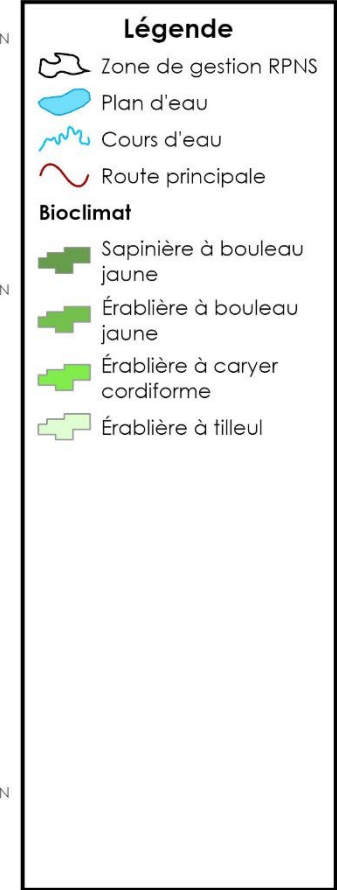 Légende
N
Zone de gestion RPNS
Plan d'eau
Cours d'eau
Route principale
Bioclimat
Sapinière à bouleau
jaune
N
Érablière à bouleau
jaune
Érablière à caryer
cordiforme
Érablière à tilleul
N